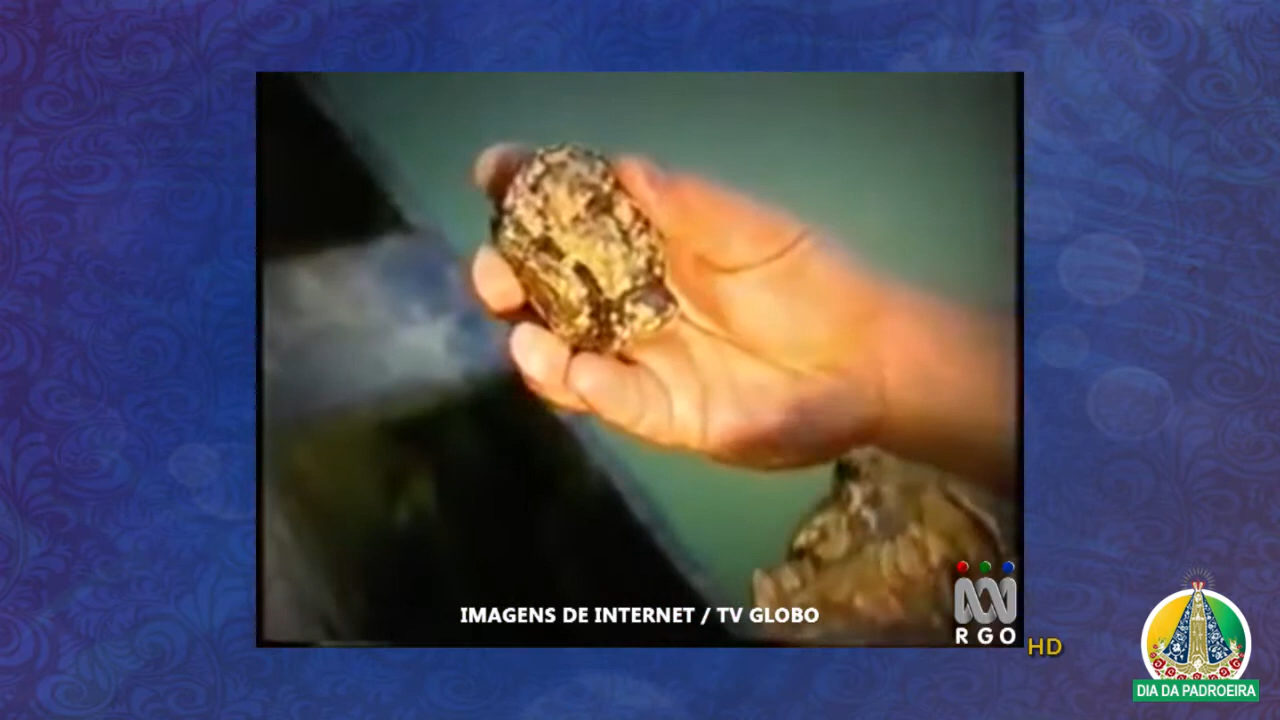 IMAGENS DE INTERNET / TV GLOBO
RGO
HD
DIA DA PADROEIRA